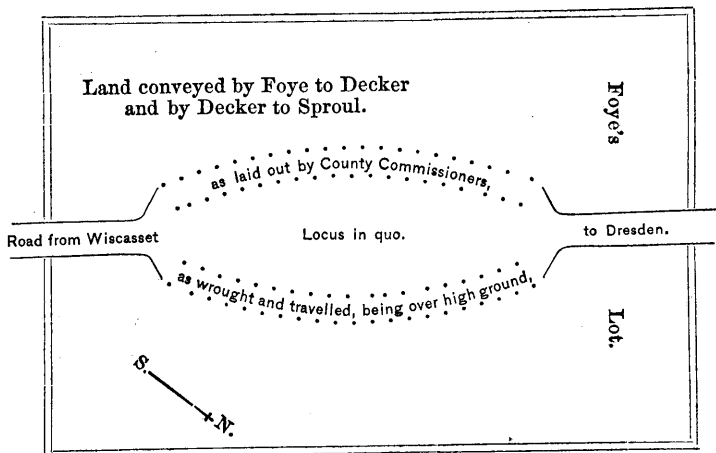 Land conveyed by Foye to Decker
and by Decker to Sproul.
Foye's
as laid out by County Commissioners,
Road from Wiscasset
Locus in quo.
to Dresden.
as wrought and travelled, being over high ground,
Lot.
S.
N.